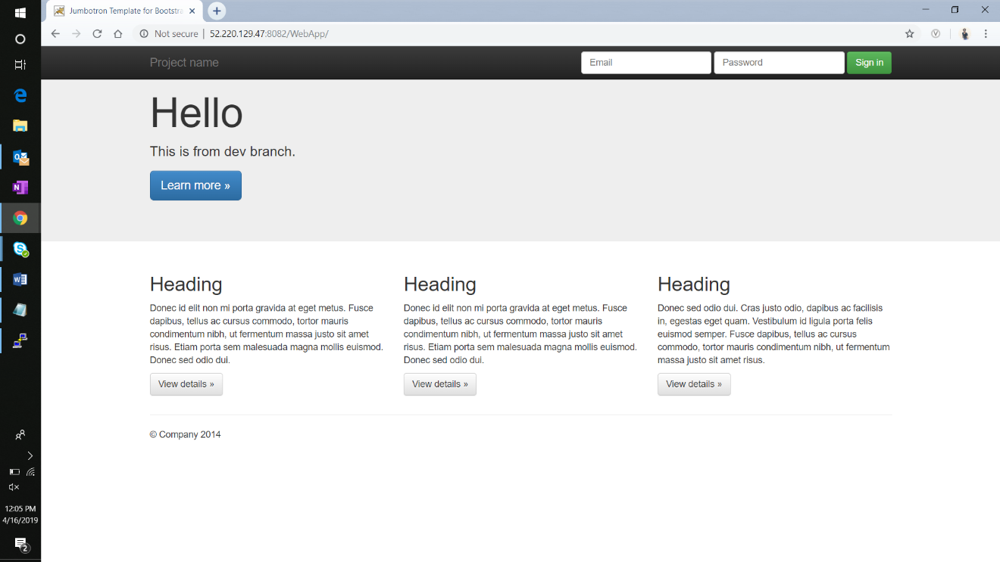 Jumbotron Template for Bootstra
Not secure | 52.220.129.47:8082/WebApp/
Project name
Email
Password
Sign in
Hello
This is from dev branch.
Learn more »
Heading
Donec id elit non mi porta gravida at eget metus. Fusce
dapibus, tellus ac cursus commodo, tortor mauris
condimentum nibh, ut fermentum massa justo sit amet
risus. Etiam porta sem malesuada magna mollis euismod.
Donec sed odio dui.
View details »
Heading
Donec id elit non mi porta gravida at eget metus. Fusce
dapibus, tellus ac cursus commodo, tortor mauris
condimentum nibh, ut fermentum massa justo sit amet
risus. Etiam porta sem malesuada magna mollis euismod.
Donec sed odio dui.
View details »
Heading
Donec sed odio dui. Cras justo odio, dapibus ac facilisis
in, egestas eget quam. Vestibulum id ligula porta felis
euismod semper. Fusce dapibus, tellus ac cursus
commodo, tortor mauris condimentum nibh, ut fermentum
massa justo sit amet risus.
View details »
© Company 2014
12:05 PM
4/16/2019
2